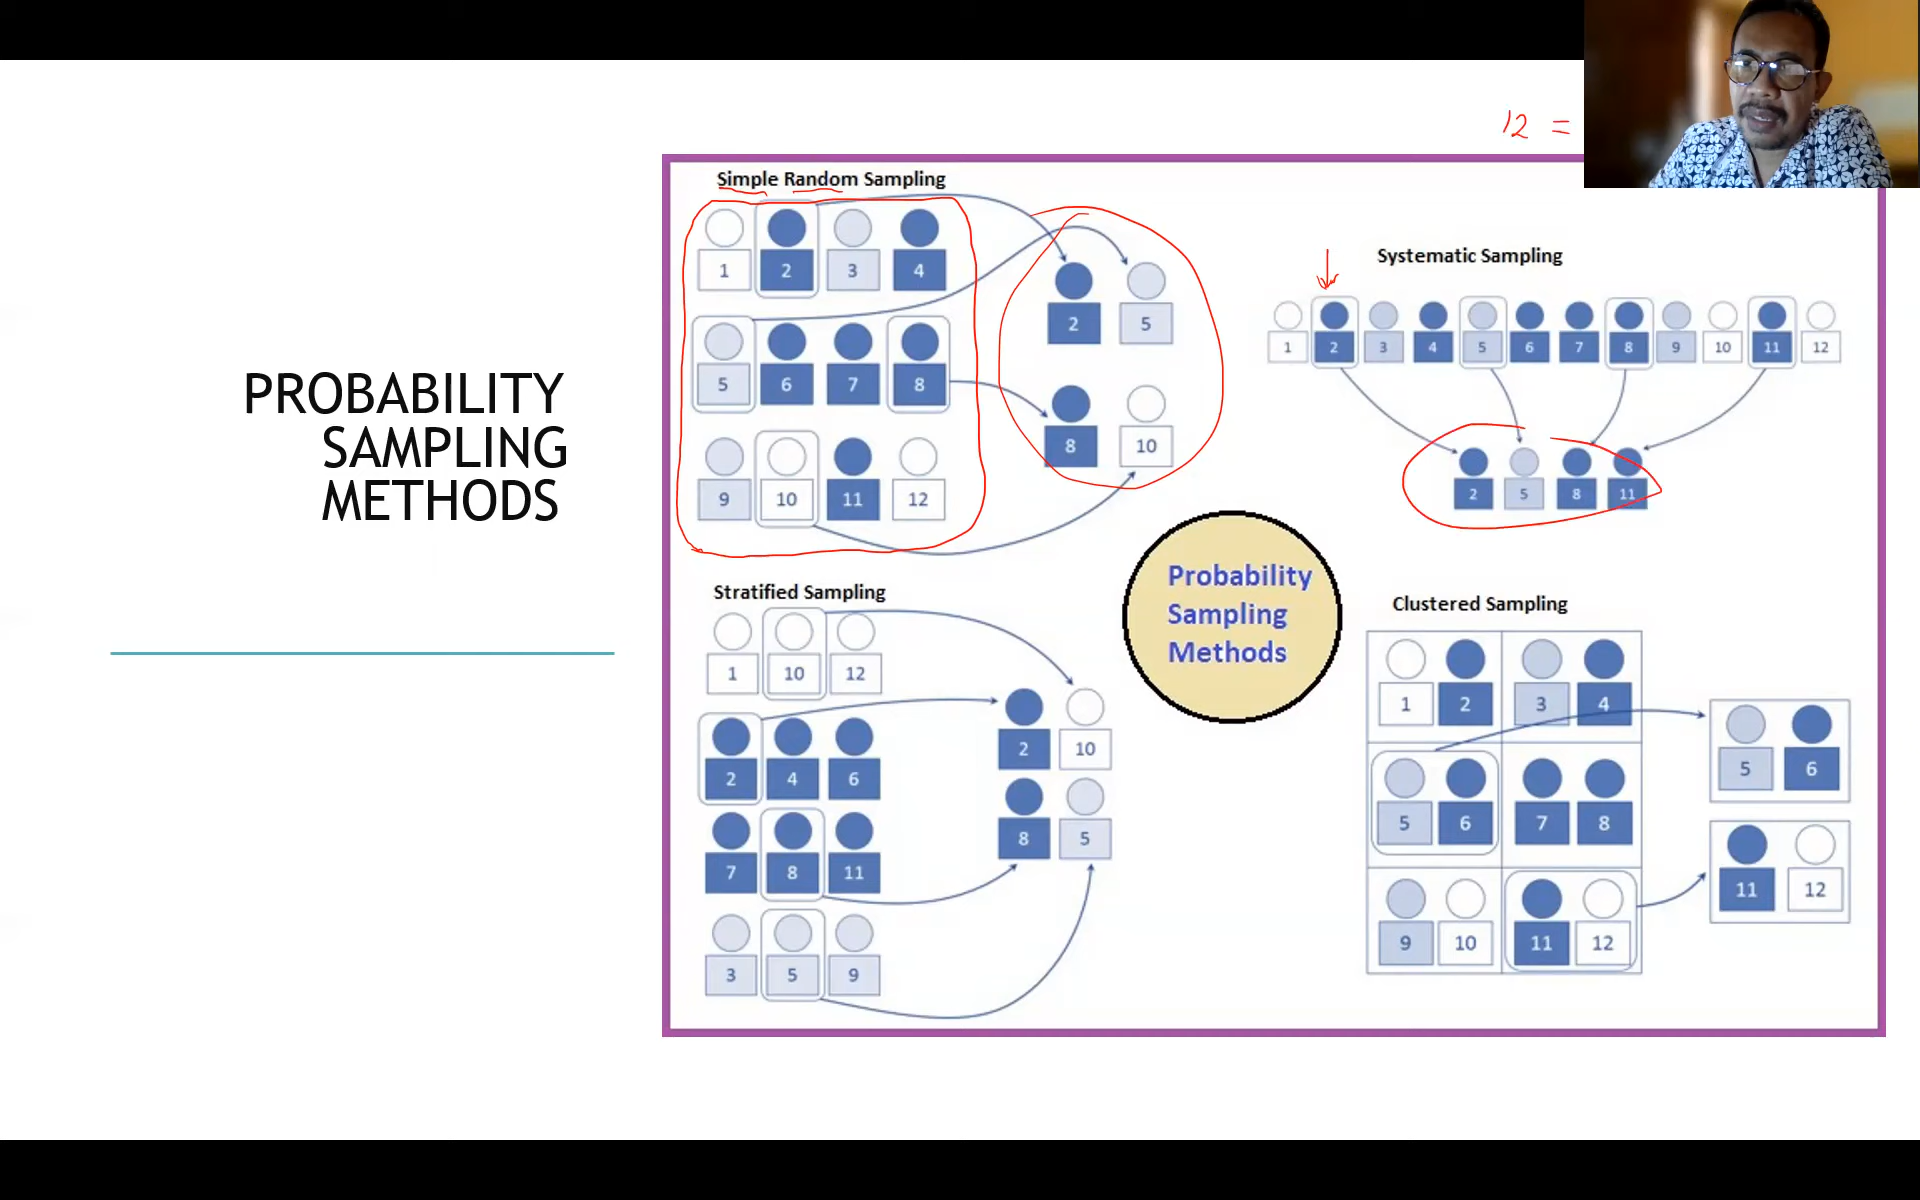 PROBABILITY
SAMPLING
METHODS
12 =
Simple Random Sampling
1 2 3 4
5 6 7 8
9 10 11 12
2 5
8 10
Systematic Sampling
1 2 3 4 5 6 7 8 9 10 11 12
2 5 8 11
Probability
Sampling
Methods
Stratified Sampling
1 10 12
2 4 6
7 8 11
3 5 9
2 10
8 5
Clustered Sampling
1 2 3 4
5 6 7 8
9 10 11 12
5 6
11 12